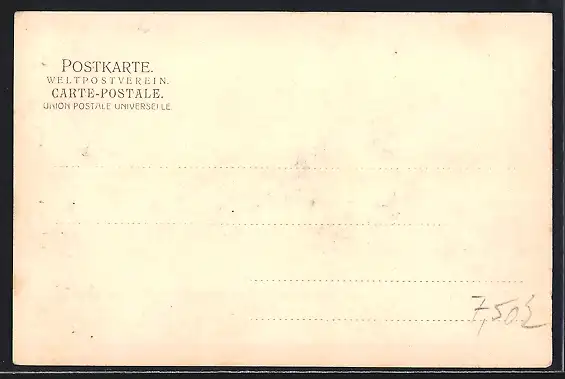 POSTKARTE.
WELTPOSTVEREIN.
CARTE-POSTALE.
UNION POSTALE UNIVERSELLE
7,50